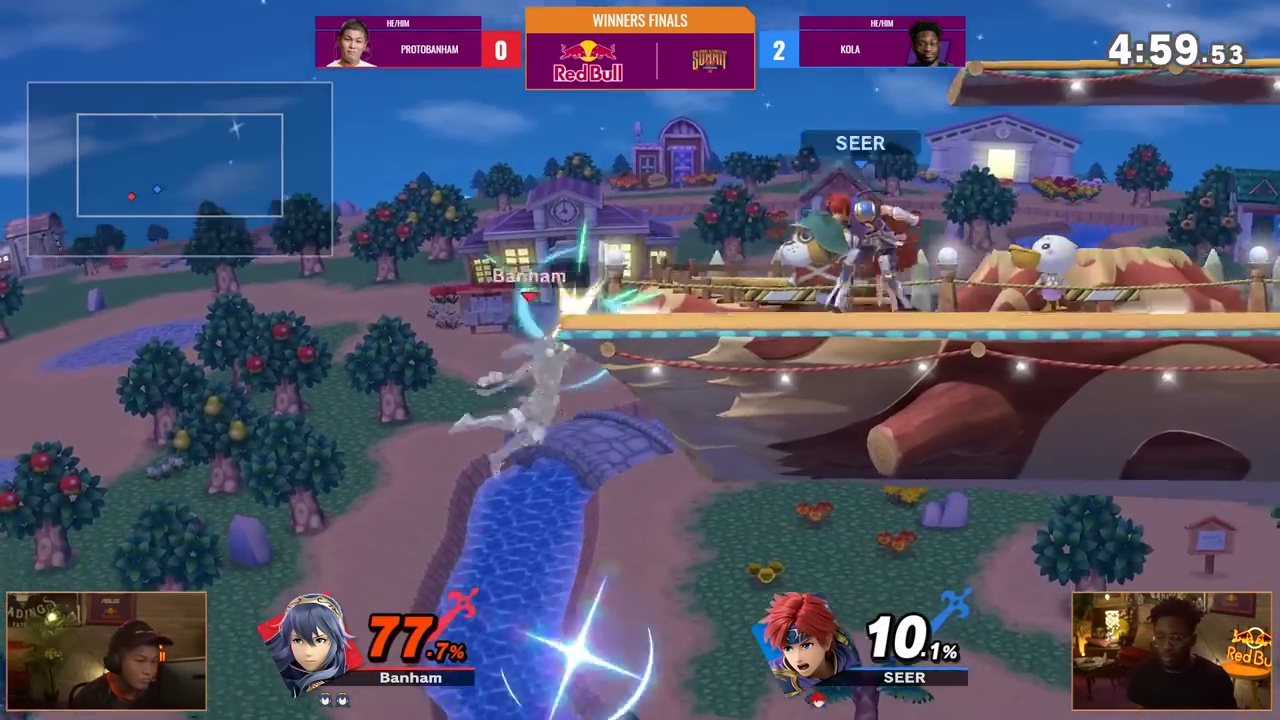 HE/HIM
PROTOBANHAM
0
WINNERS FINALS
Red Bull
SUMMIT
2
HE/HIM
KOLA
4:59.53
SEER
Banham
77.7%
Banham
10.1%
SEER